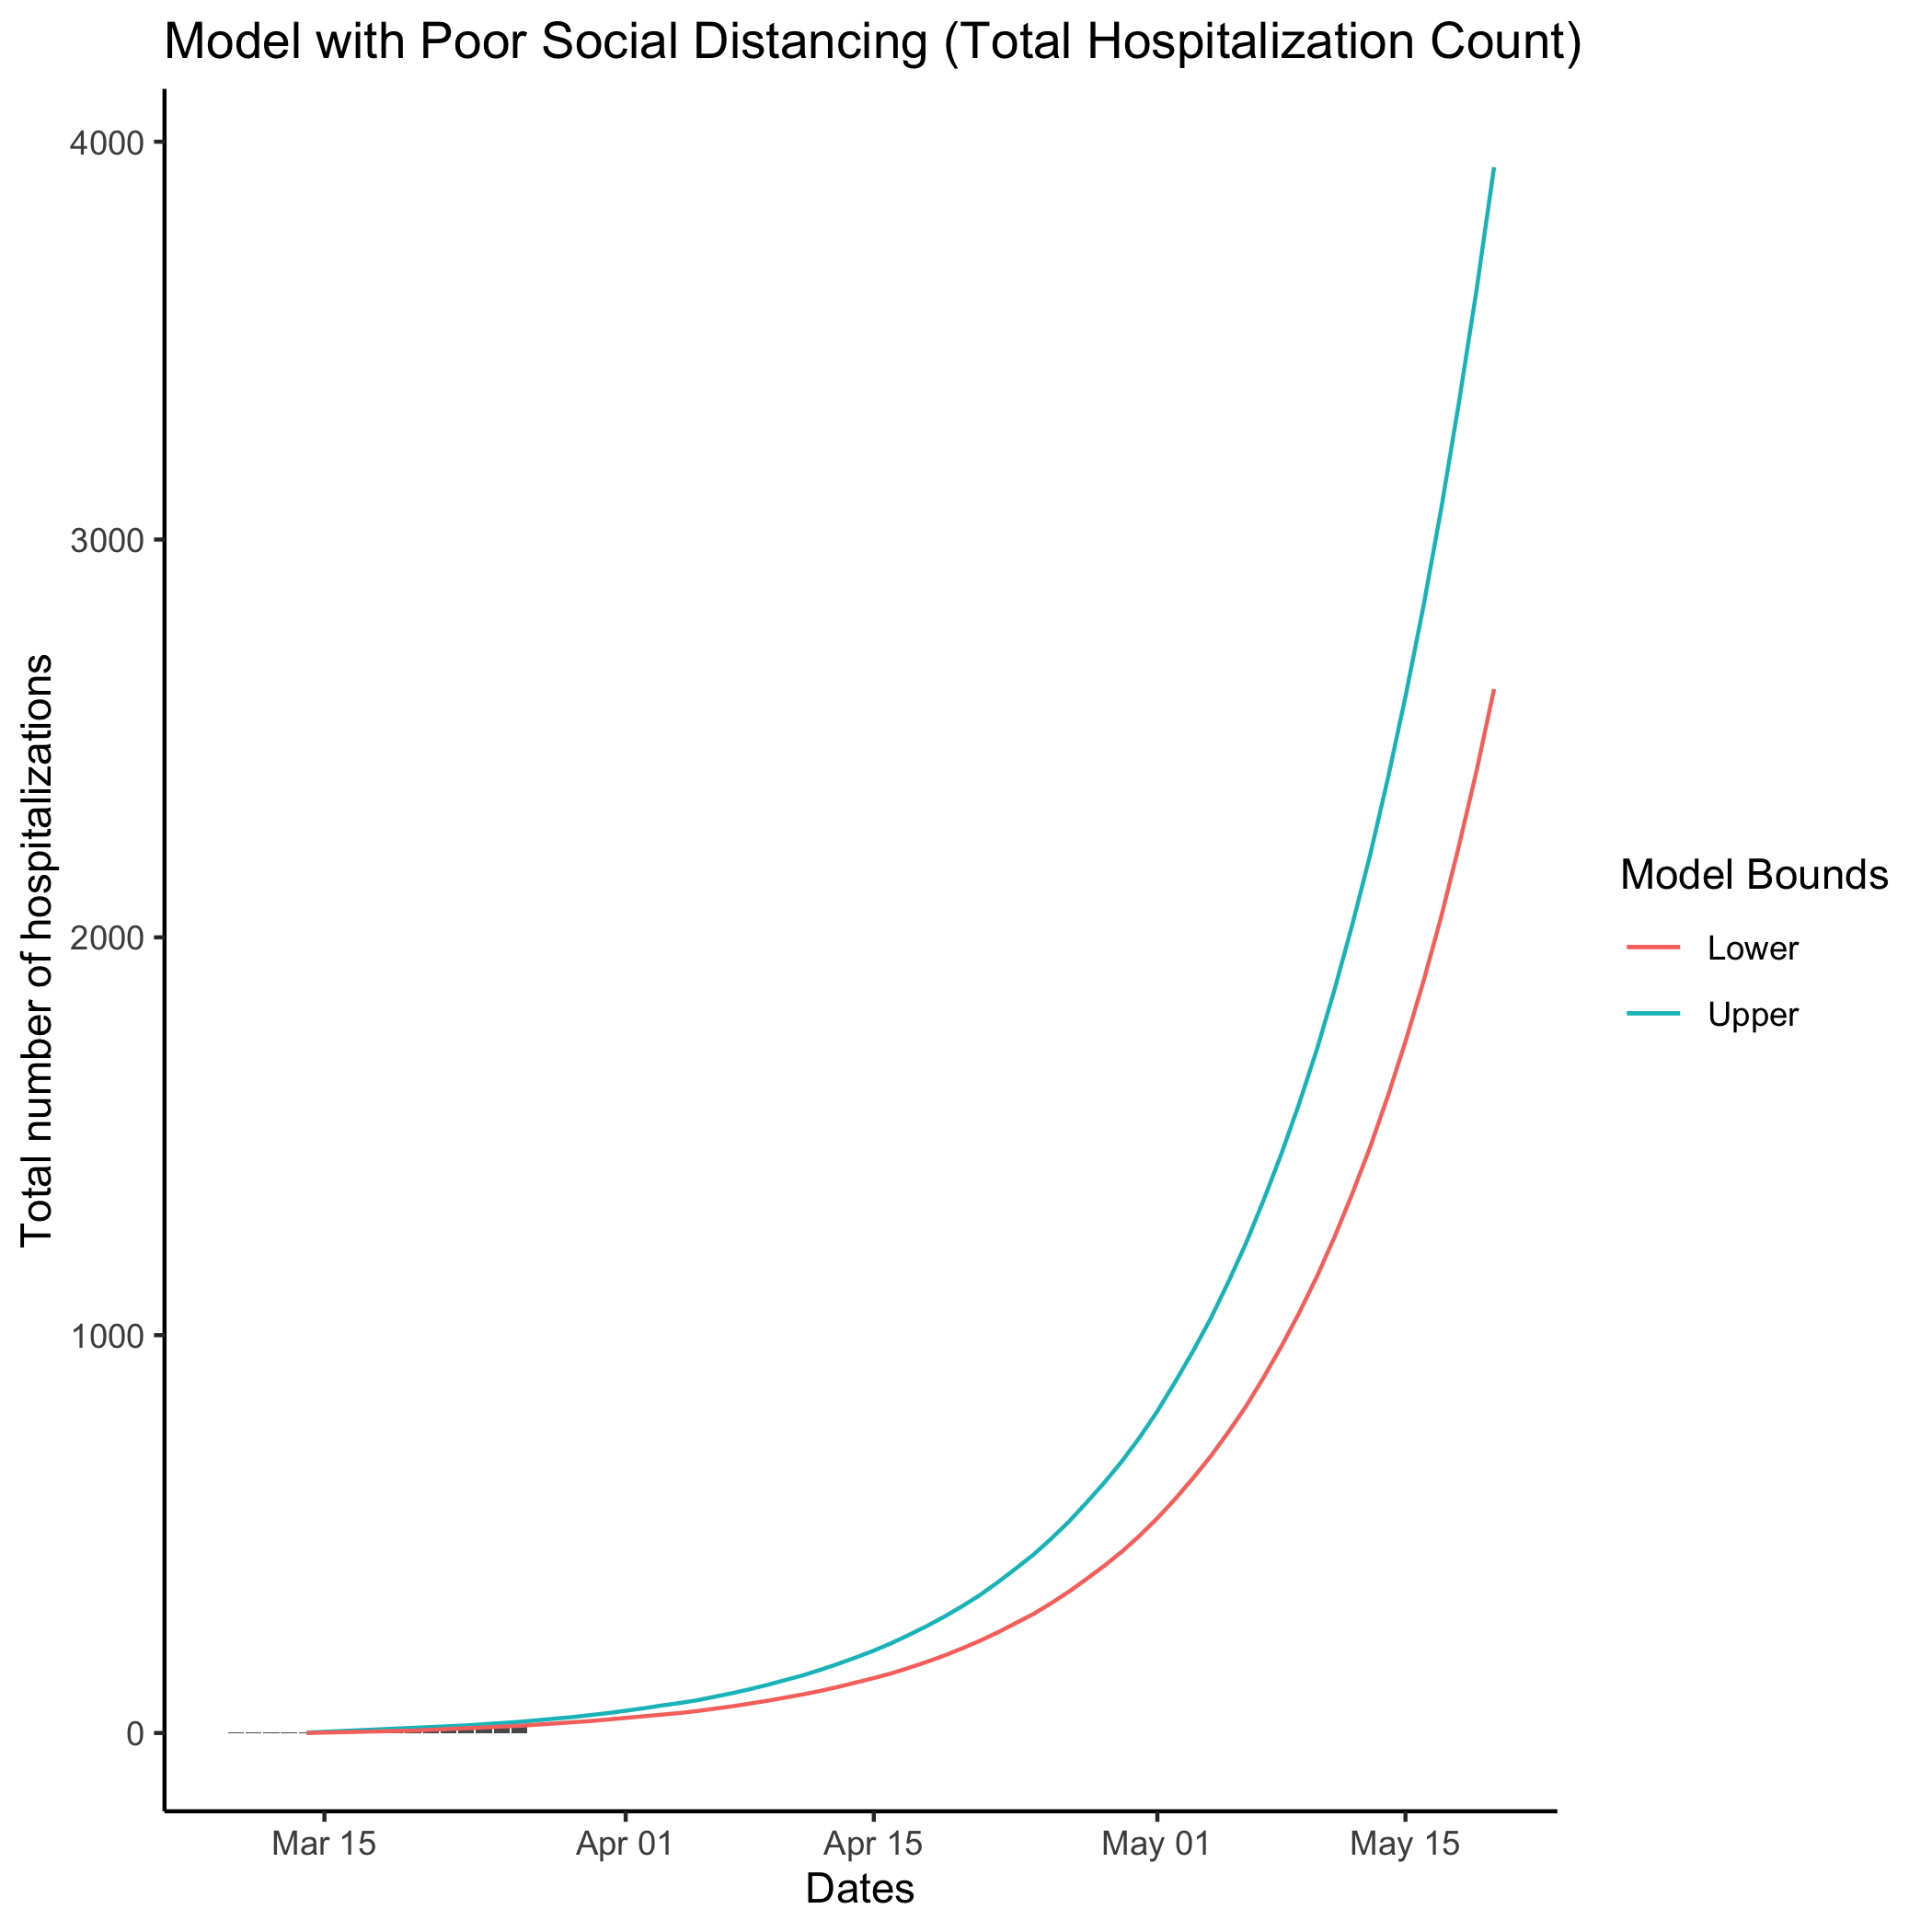 Model with Poor Social Distancing (Total Hospitalization Count)
Total number of hospitalizations
4000
3000
2000
1000
0
Mar 15
Apr 01
Apr 15
May 01
May 15
Dates
Model Bounds
Lower
Upper